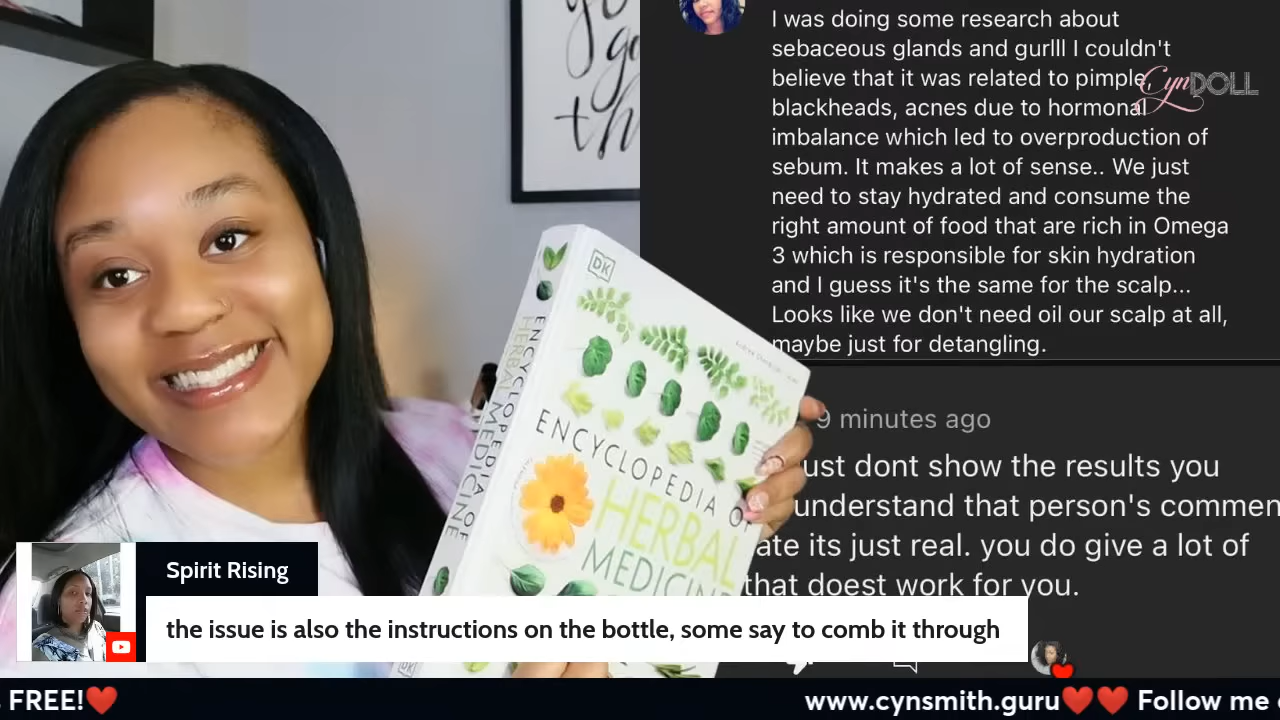 I was doing some research about
sebaceous glands and gurlll I couldn't
believe that it was related to pimple,
blackheads, acnes due to hormonal
imbalance which led to overproduction of
sebum. It makes a lot of sense.. We just
need to stay hydrated and consume the
right amount of food that are rich in Omega
3 which is responsible for skin hydration
and I guess it's the same for the scalp...
Looks like we don't need oil our scalp at all,
maybe just for detangling.
CynDOLL
9 minutes ago
ust dont show the results you
understand that person's commen
ate its just real. you do give a lot of
that doest work for you.
DK
ENCYCLOPEDIA OF
HERBAL
MEDICINE
ENCYCLOPEDIA OF
HERBAL MEDICINE
DK
Spirit Rising
the issue is also the instructions on the bottle, some say to comb it through
FREE!❤️ www.cynsmith.guru❤️❤️ Follow me